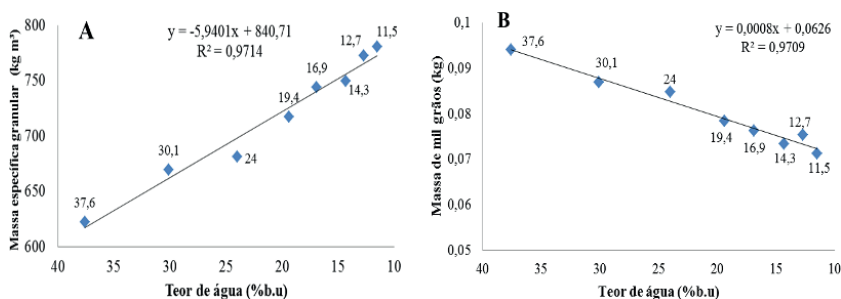 A
y = -5,9401x + 840,71
R² = 0,9714
Massa específica granular (kg m³)
800
750
700
650
600
37,6
30,1
24
19,4
16,9
14,3
12,7
11,5
40 35 30 25 20 15 10
Teor de água (%b.u)
B
y = 0,0008x + 0,0626
R² = 0,9709
Massa de mil grãos (kg)
0,1
0,09
0,08
0,07
0,06
0,05
37,6
30,1
24
19,4
16,9
14,3
12,7
11,5
40 35 30 25 20 15 10
Teor de água (%b.u)